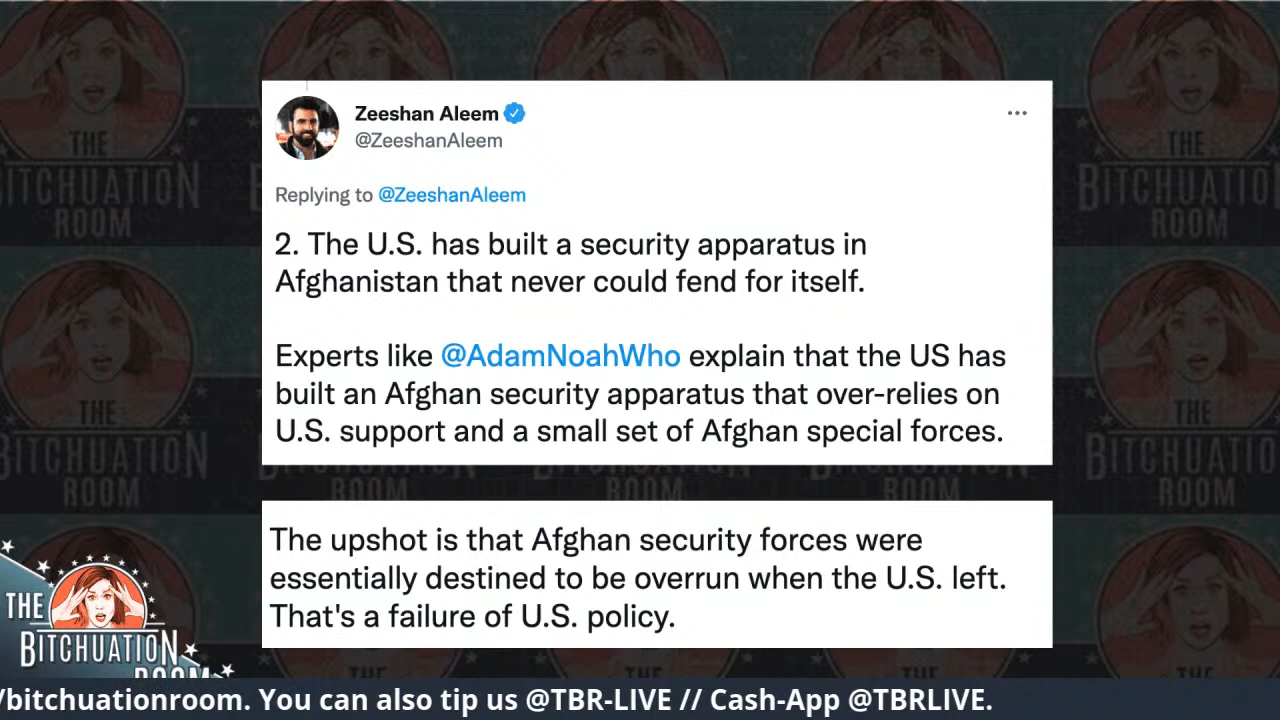 Zeeshan Aleem
@ZeeshanAleem
Replying to @ZeeshanAleem
2. The U.S. has built a security apparatus in
Afghanistan that never could fend for itself.
Experts like @AdamNoahWho explain that the US has
built an Afghan security apparatus that over-relies on
U.S. support and a small set of Afghan special forces.
The upshot is that Afghan security forces were
essentially destined to be overrun when the U.S. left.
That's a failure of U.S. policy.
THE
BITCHUATION
ROOM
/bitchuationroom. You can also tip us @TBR-LIVE // Cash-App @TBRLIVE.